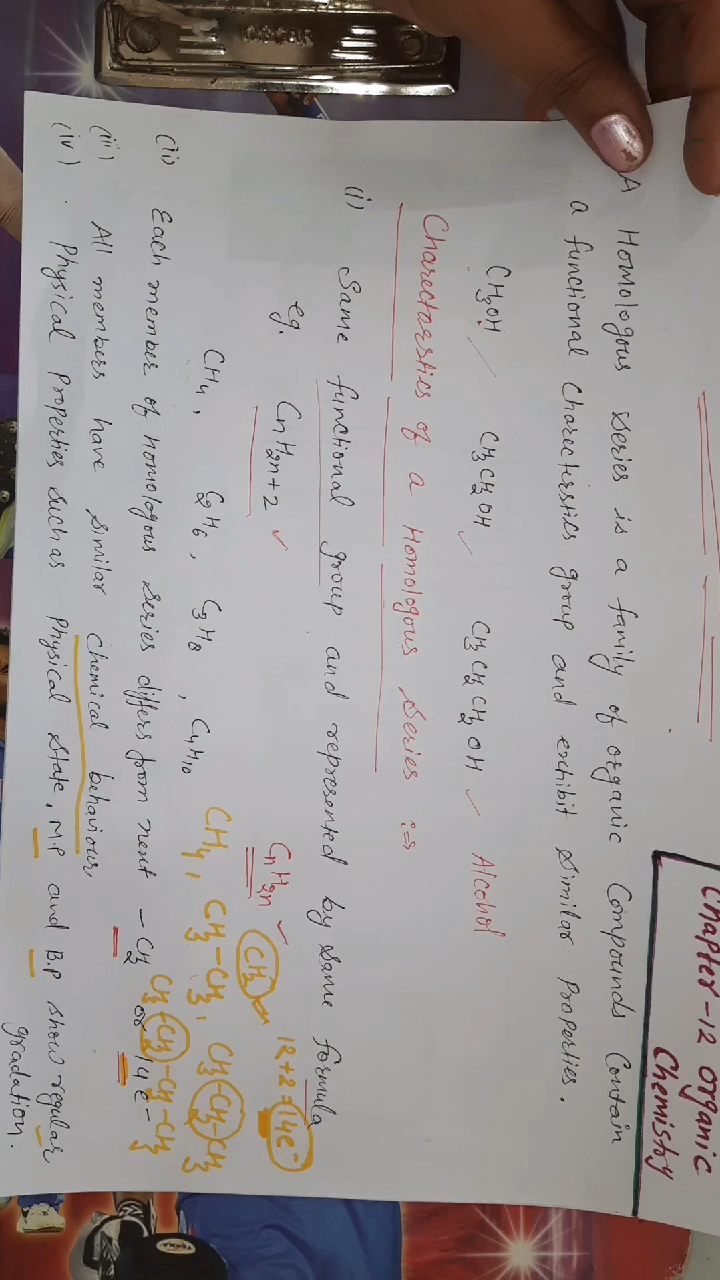 Chapter-12 Organic
Chemistry
A Homologous Series is a family of organic Compounds Contain
a functional Charecterstics group and exhibit similar Properties.
CH3OH CH3CH2OH CH3CH2CH2OH Alcohol
Charectarstics of a Homologous Series :⇒
(i) Same functional group and represented by same formula
eg. CnH2n+2 CnH2n CH2 12+2=14e-
CH4, C2H6, C3H8, C4H10 CH4, CH3-CH3, CH3-CH2-CH3
CH3-CH2-CH-CH3
(ii) Each member of Homologous Series differs from nent -CH2 or 14e-
(iii) All members have similar chemical behaviour,
(iv) . Physical Properties such as Physical State, M.P and B.P show regular
gradation.
OSCAR